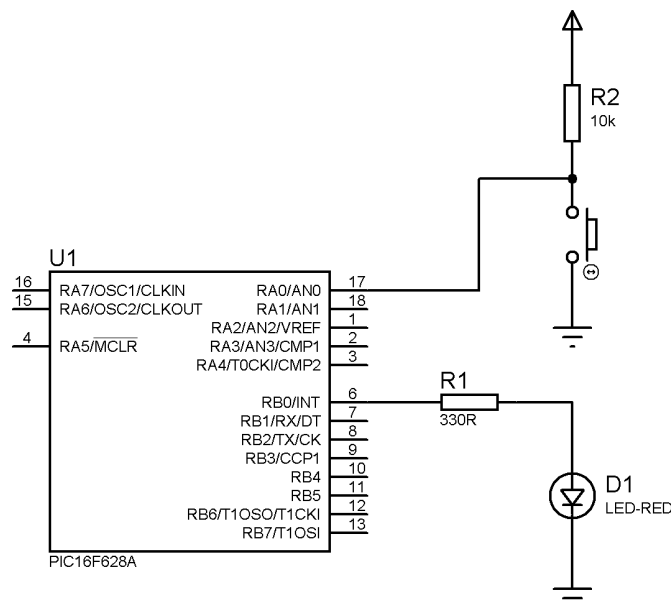 R2
10k
U1
16 RA7/OSC1/CLKIN RA0/AN0 17
15 RA6/OSC2/CLKOUT RA1/AN1 18
RA2/AN2/VREF 1
4 RA5/MCLR RA3/AN3/CMP1 2
RA4/T0CKI/CMP2 3
RB0/INT 6
RB1/RX/DT 7
RB2/TX/CK 8
RB3/CCP1 9
RB4 10
RB5 11
RB6/T1OSO/T1CKI 12
RB7/T1OSI 13
PIC16F628A
R1
330R
D1
LED-RED